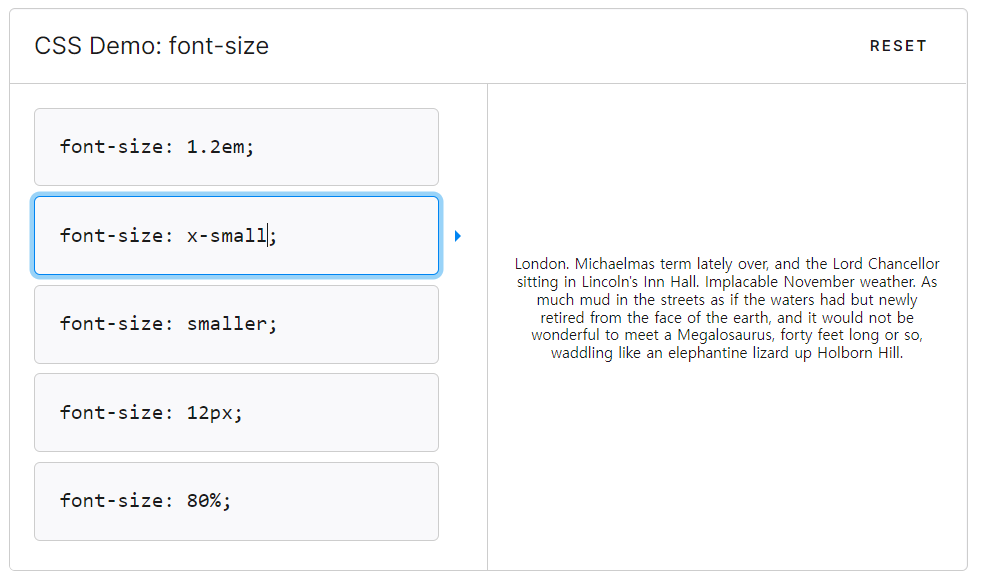 CSS Demo: font-size
RESET
font-size: 1.2em;
font-size: x-small;
font-size: smaller;
font-size: 12px;
font-size: 80%;
London. Michaelmas term lately over, and the Lord Chancellor
sitting in Lincoln's Inn Hall. Implacable November weather. As
much mud in the streets as if the waters had but newly
retired from the face of the earth, and it would not be
wonderful to meet a Megalosaurus, forty feet long or so,
waddling like an elephantine lizard up Holborn Hill.